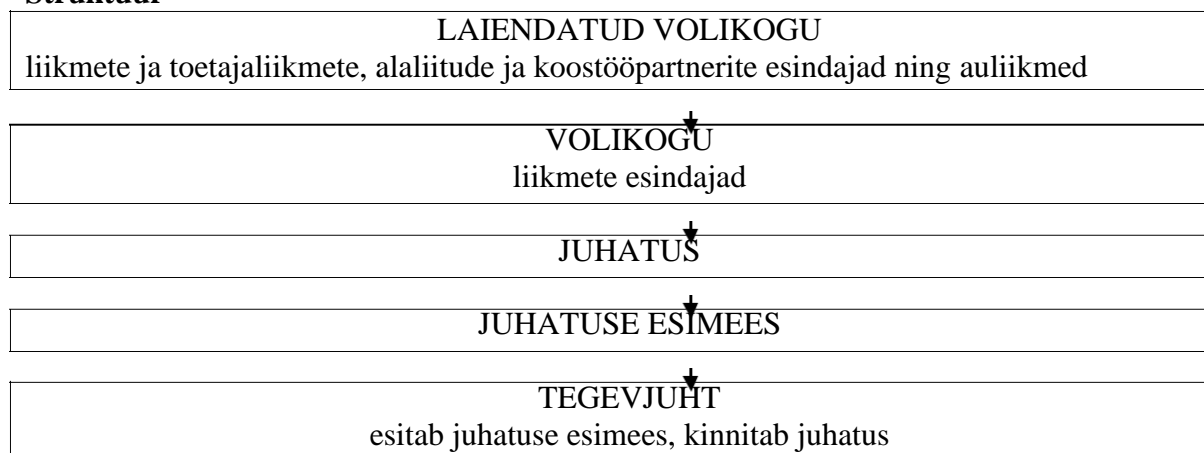 Struktuur
LAIENDATUD VOLIKOGU
liikmete ja toetajaliikmete, alaliitude ja koostööpartnerite esindajad ning auliikmed
VOLIKOGU
liikmete esindajad
JUHATUS
JUHATUSE ESIMEES
TEGEVJUHT
esitab juhatuse esimees, kinnitab juhatus